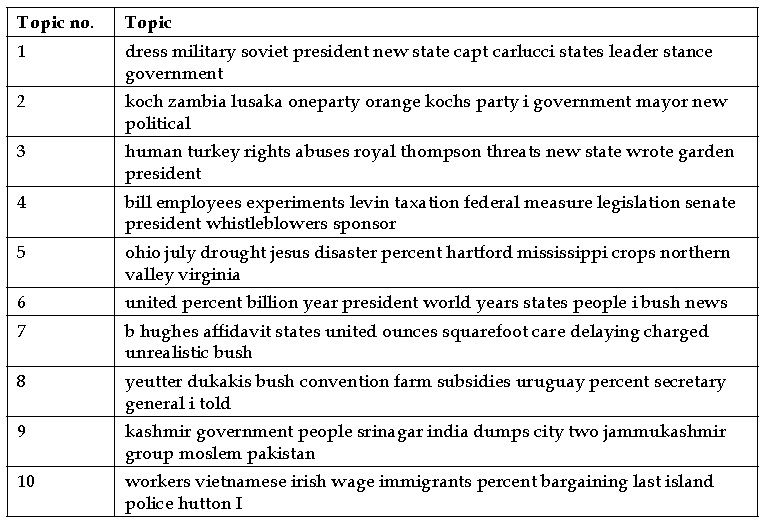 Topic no. Topic
1 dress military soviet president new state capt carlucci states leader stance
government
2 koch zambia lusaka oneparty orange kochs party i government mayor new
political
3 human turkey rights abuses royal thompson threats new state wrote garden
president
4 bill employees experiments levin taxation federal measure legislation senate
president whistleblowers sponsor
5 ohio july drought jesus disaster percent hartford mississippi crops northern
valley virginia
6 united percent billion year president world years states people i bush news
7 b hughes affidavit states united ounces squarefoot care delaying charged
unrealistic bush
8 yeutter dukakis bush convention farm subsidies uruguay percent secretary
general i told
9 kashmir government people srinagar india dumps city two jammukashmir
group moslem pakistan
10 workers vietnamese irish wage immigrants percent bargaining last island
police hutton I